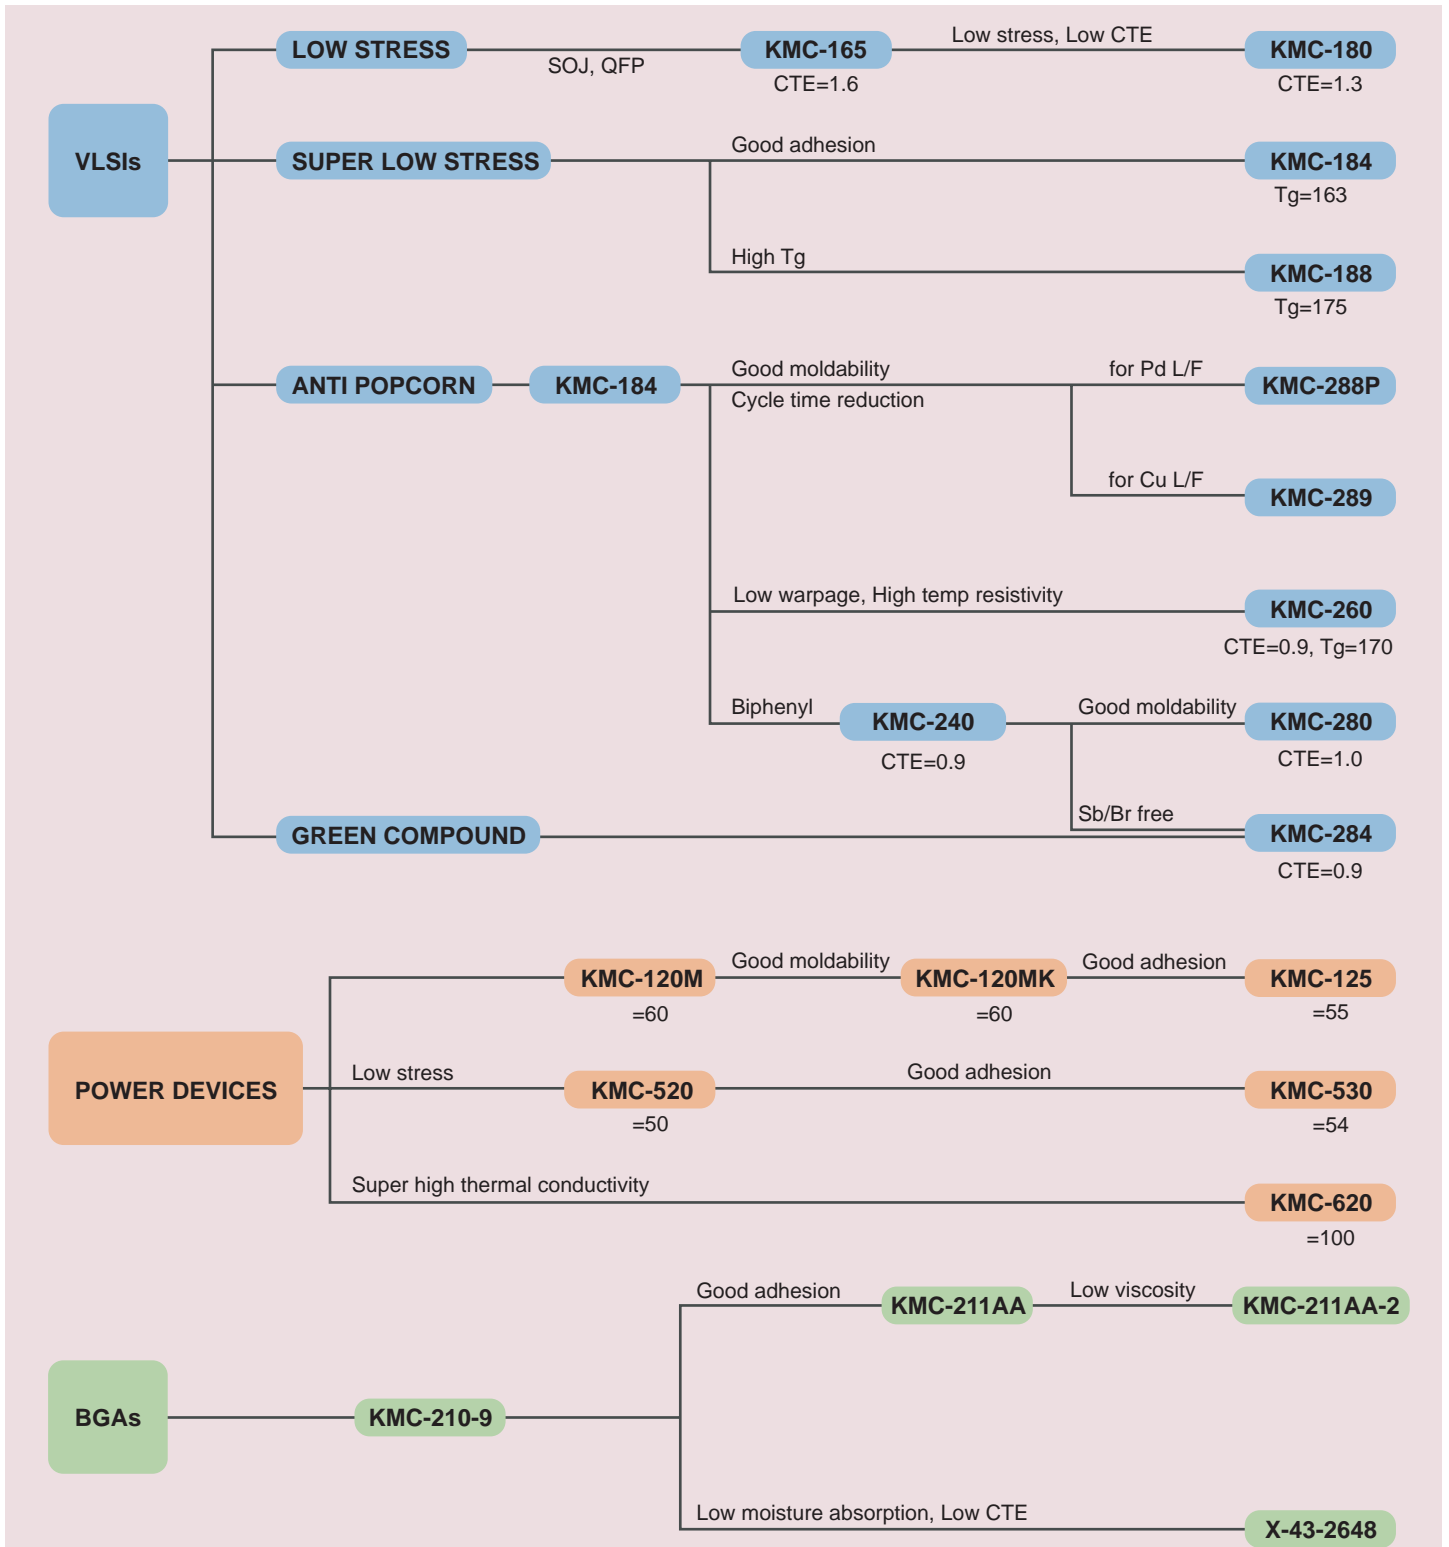 LOW STRESS
SOJ, QFP
KMC-165
CTE=1.6
Low stress, Low CTE
KMC-180
CTE=1.3
VLSIs
SUPER LOW STRESS
Good adhesion
KMC-184
Tg=163
High Tg
KMC-188
Tg=175
ANTI POPCORN
KMC-184
Good moldability
Cycle time reduction
for Pd L/F
KMC-288P
for Cu L/F
KMC-289
Low warpage, High temp resistivity
KMC-260
CTE=0.9, Tg=170
Biphenyl
KMC-240
CTE=0.9
Good moldability
KMC-280
CTE=1.0
Sb/Br free
GREEN COMPOUND
KMC-284
CTE=0.9
POWER DEVICES
KMC-120M
=60
Good moldability
KMC-120MK
=60
Good adhesion
KMC-125
=55
Low stress
KMC-520
=50
Good adhesion
KMC-530
=54
Super high thermal conductivity
KMC-620
=100
BGAs
KMC-210-9
Good adhesion
KMC-211AA
Low viscosity
KMC-211AA-2
Low moisture absorption, Low CTE
X-43-2648